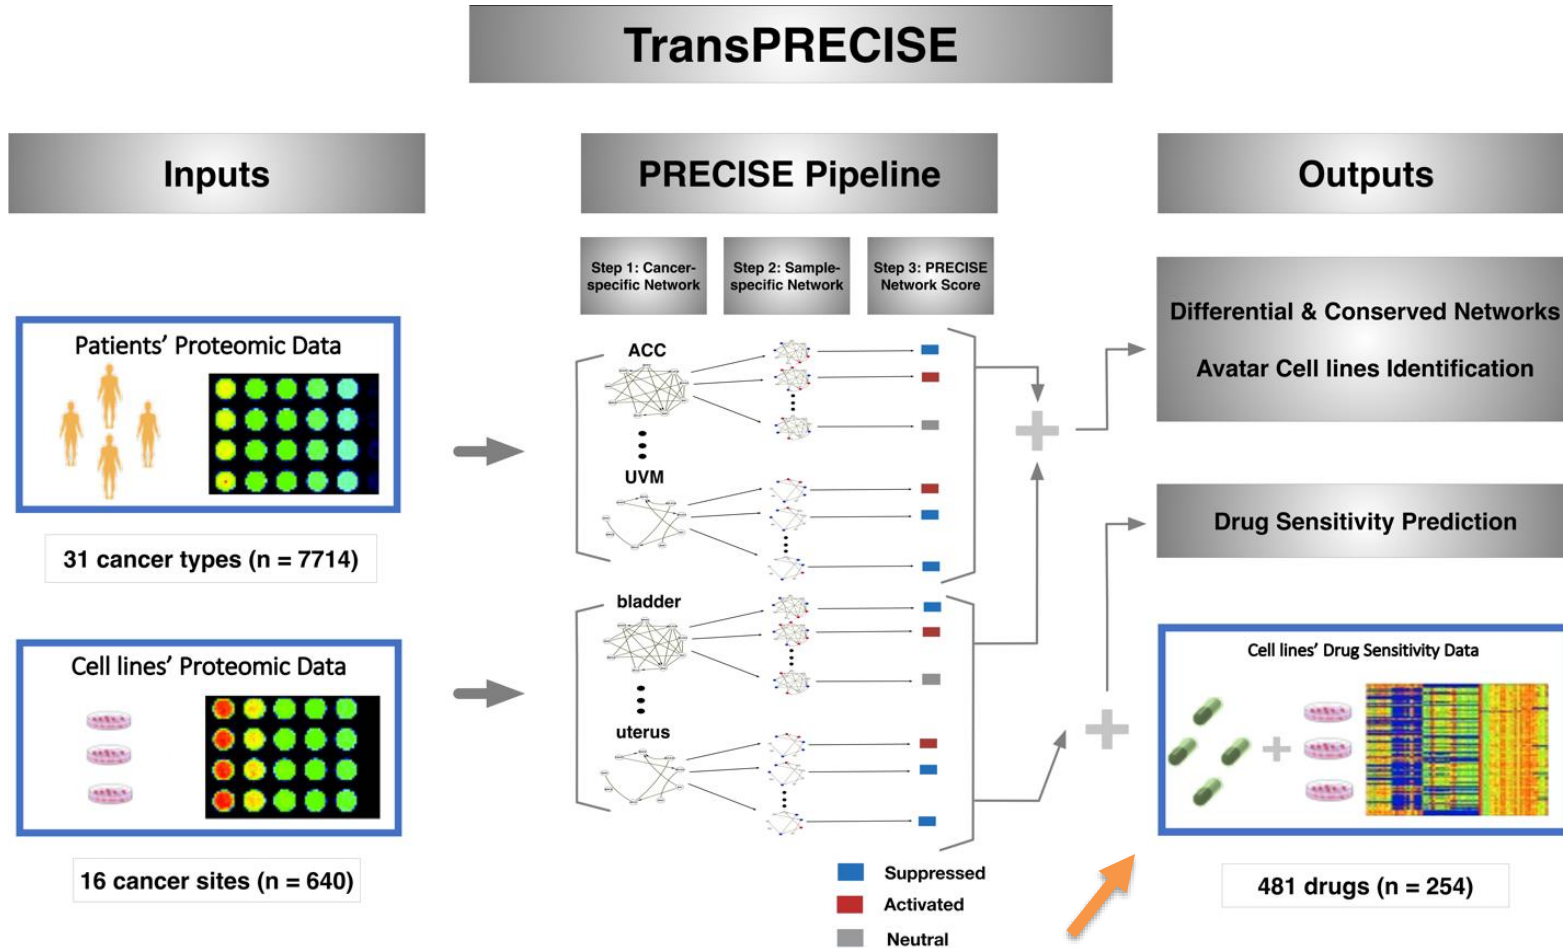 TransPRECISE
Inputs
PRECISE Pipeline
Outputs
Step 1: Cancer-
specific Network
Step 2: Sample-
specific Network
Step 3: PRECISE
Network Score
Patients' Proteomic Data
31 cancer types (n = 7714)
Cell lines' Proteomic Data
16 cancer sites (n = 640)
ACC
UVM
bladder
uterus
Suppressed
Activated
Neutral
Differential & Conserved Networks
Avatar Cell lines Identification
Drug Sensitivity Prediction
Cell lines' Drug Sensitivity Data
481 drugs (n = 254)